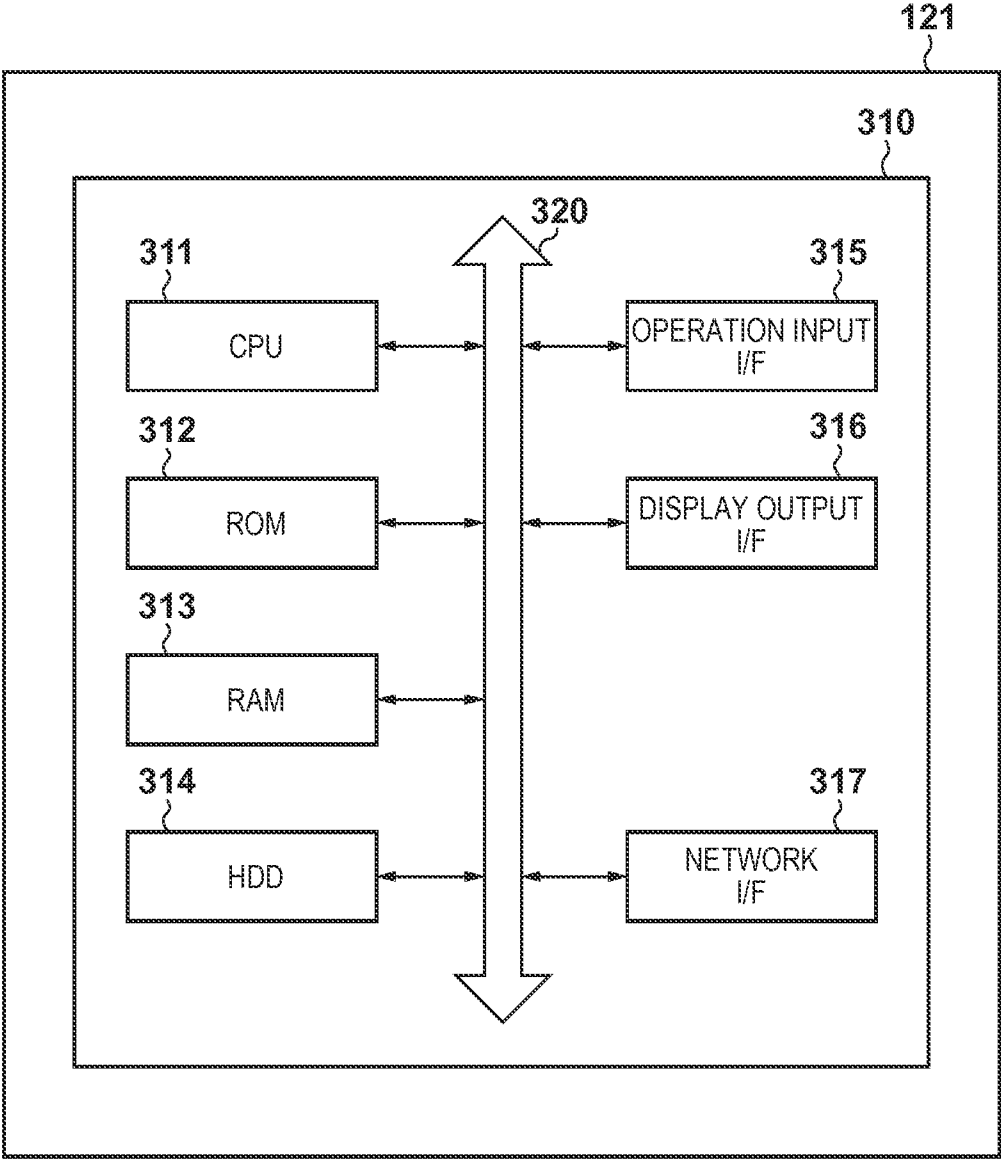 121
310
320
311
CPU
315
OPERATION INPUT
I/F
312
ROM
316
DISPLAY OUTPUT
I/F
313
RAM
314
HDD
317
NETWORK
I/F